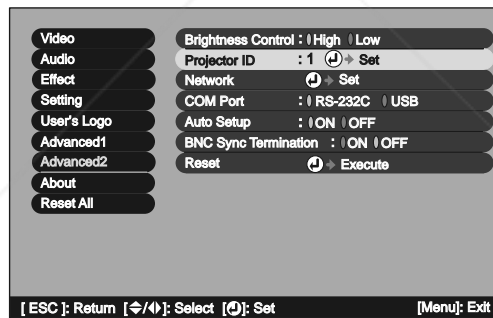 Video
Audio
Effect
Setting
User's Logo
Advanced1
Advanced2
About
Reset All
Brightness Control : High Low
Projector ID : 1 Set
Network Set
COM Port : RS-232C USB
Auto Setup : ON OFF
BNC Sync Termination : ON OFF
Reset Execute
[ ESC ]: Return [ / ]: Select [ ]: Set [Menu]: Exit